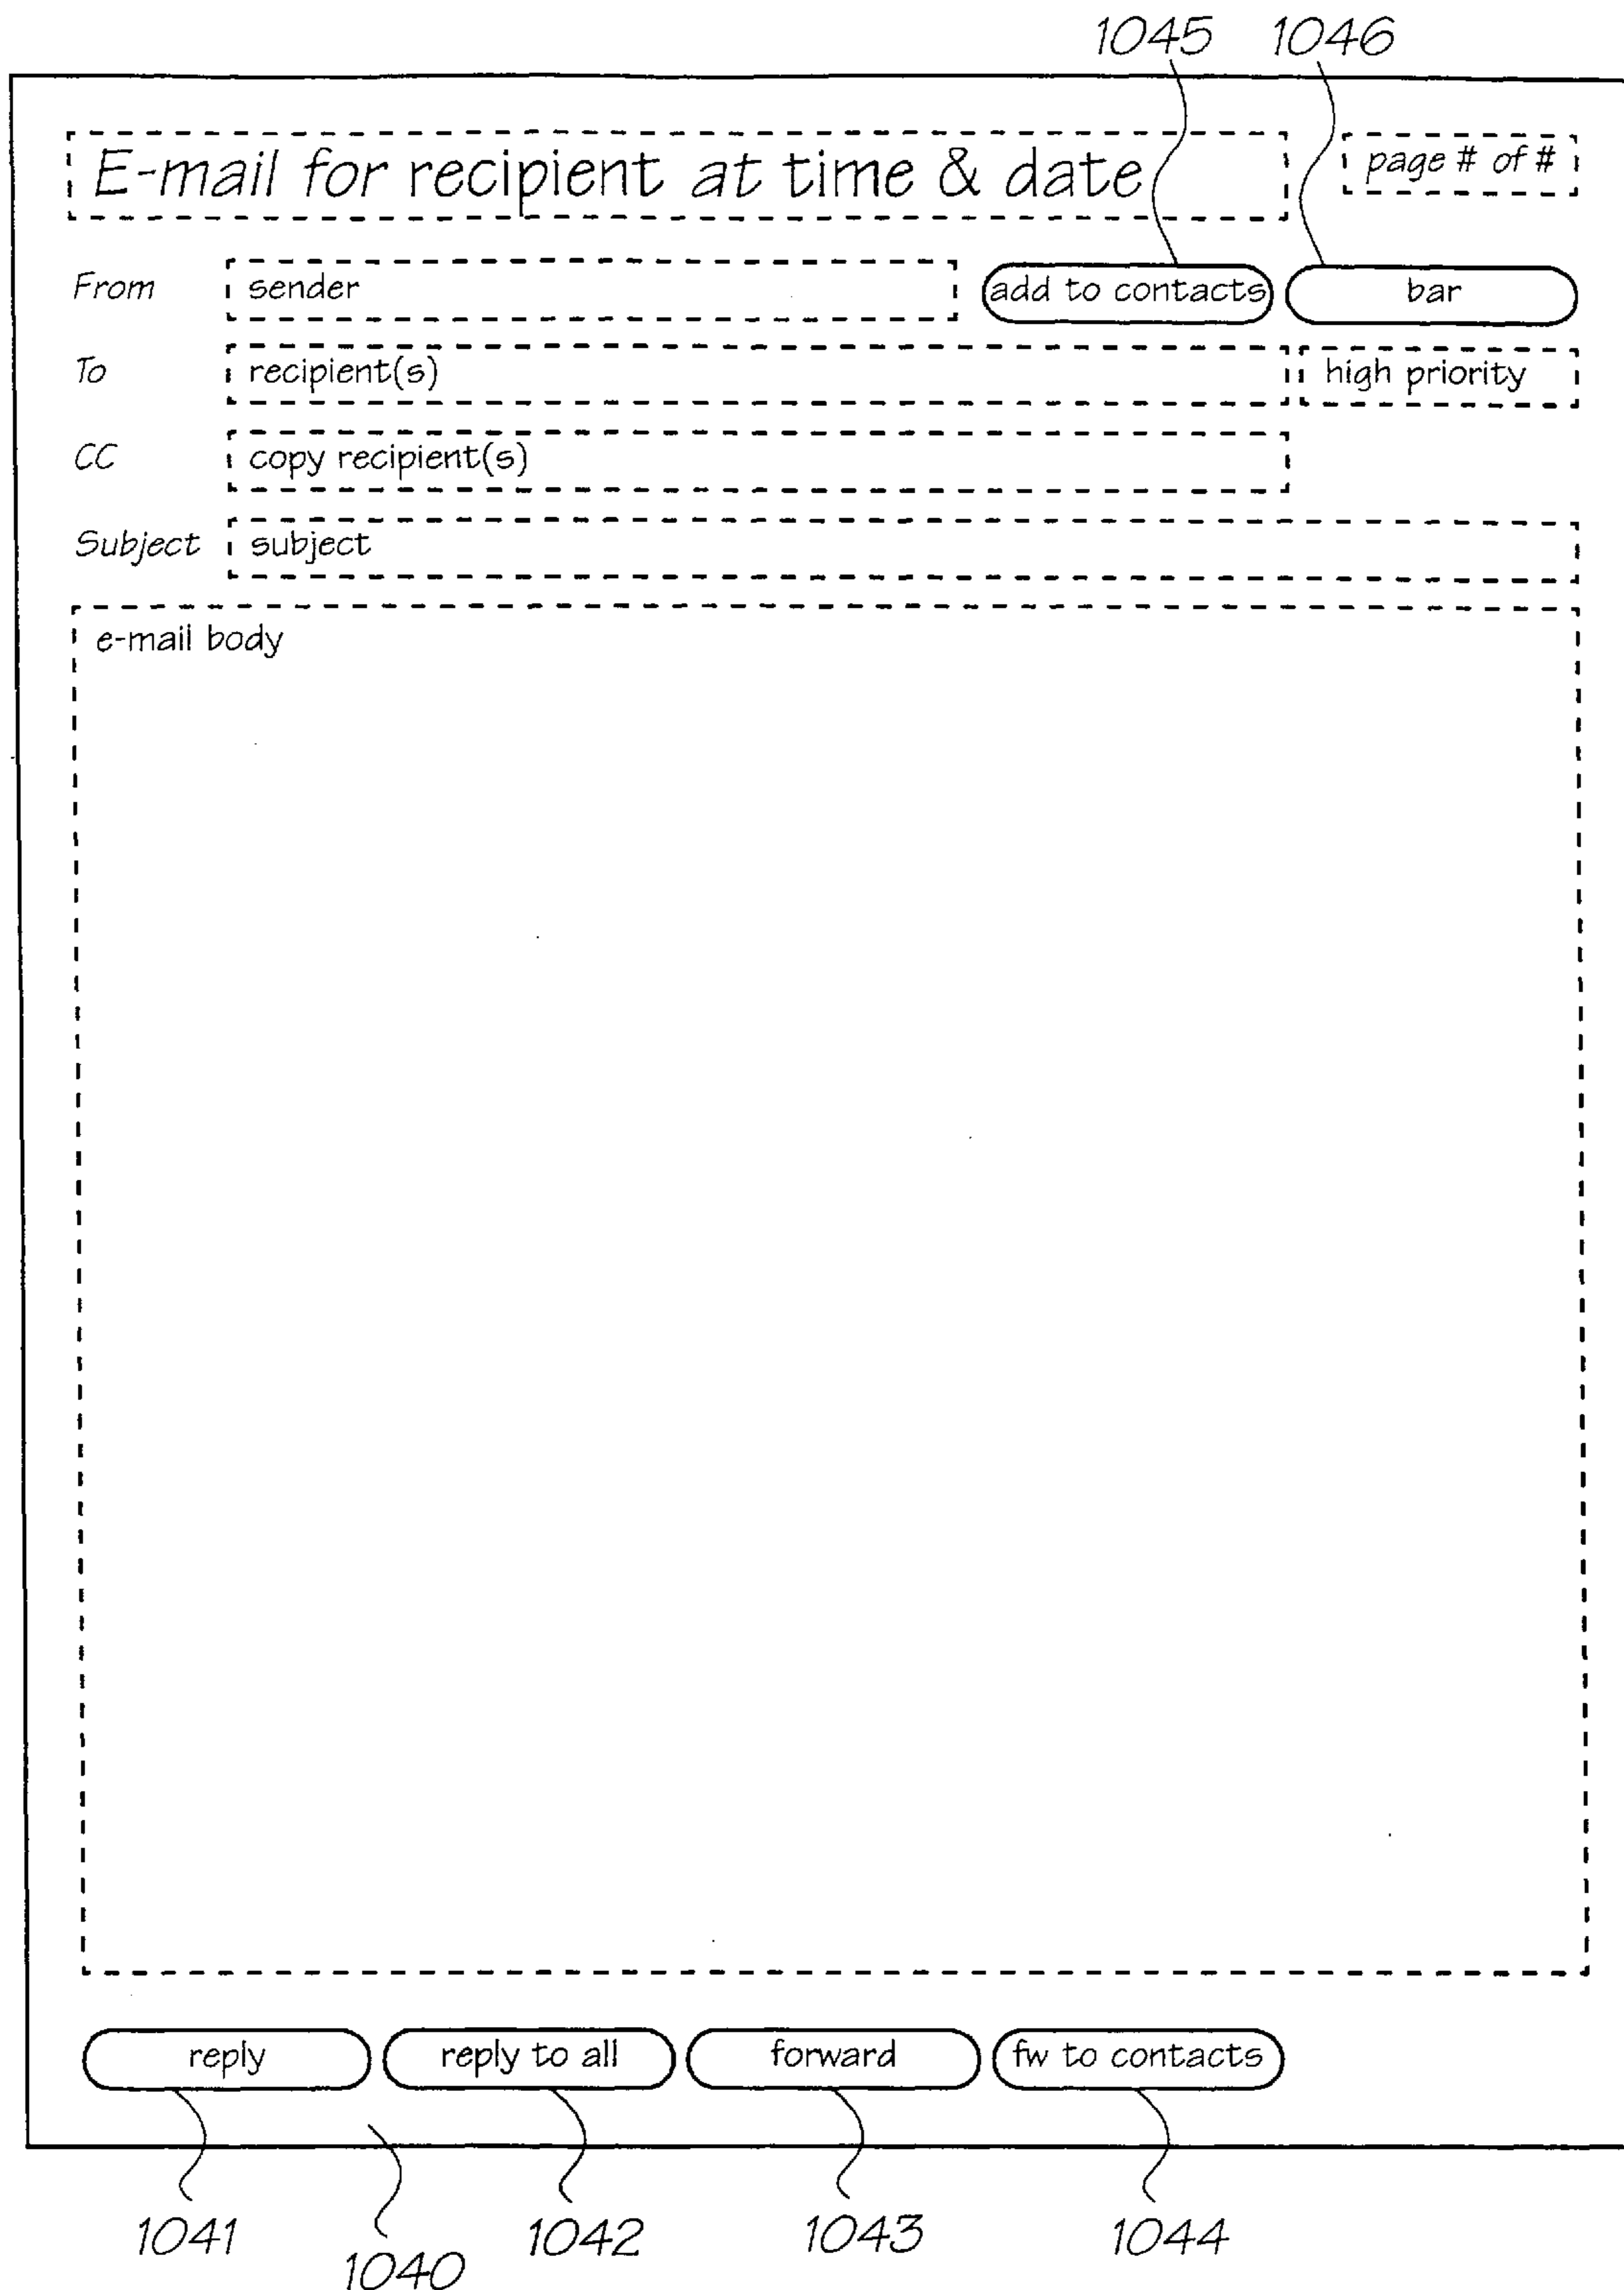 1045 1046
E-mail for recipient at time & date page # of #
From sender add to contacts bar
To recipient(s) high priority
CC copy recipient(s)
Subject subject
e-mail body
reply reply to all forward fw to contacts
1041 1040 1042 1043 1044